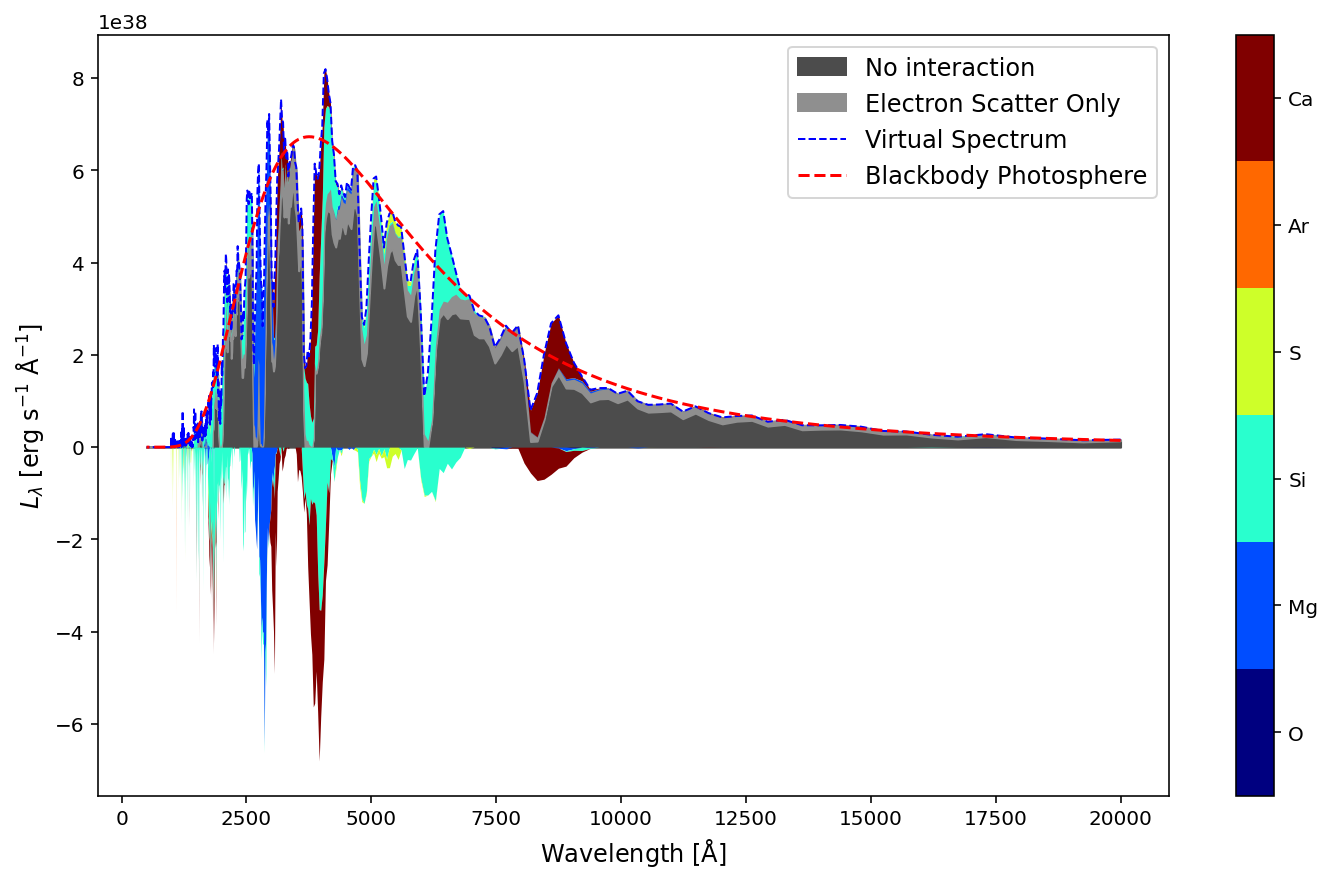 1e38
No interaction
Electron Scatter Only
Virtual Spectrum
Blackbody Photosphere
8
6
4
2
0
−2
−4
−6
L_λ [erg s⁻¹ Å⁻¹]
0 2500 5000 7500 10000 12500 15000 17500 20000
Wavelength [Å]
Ca
Ar
S
Si
Mg
O